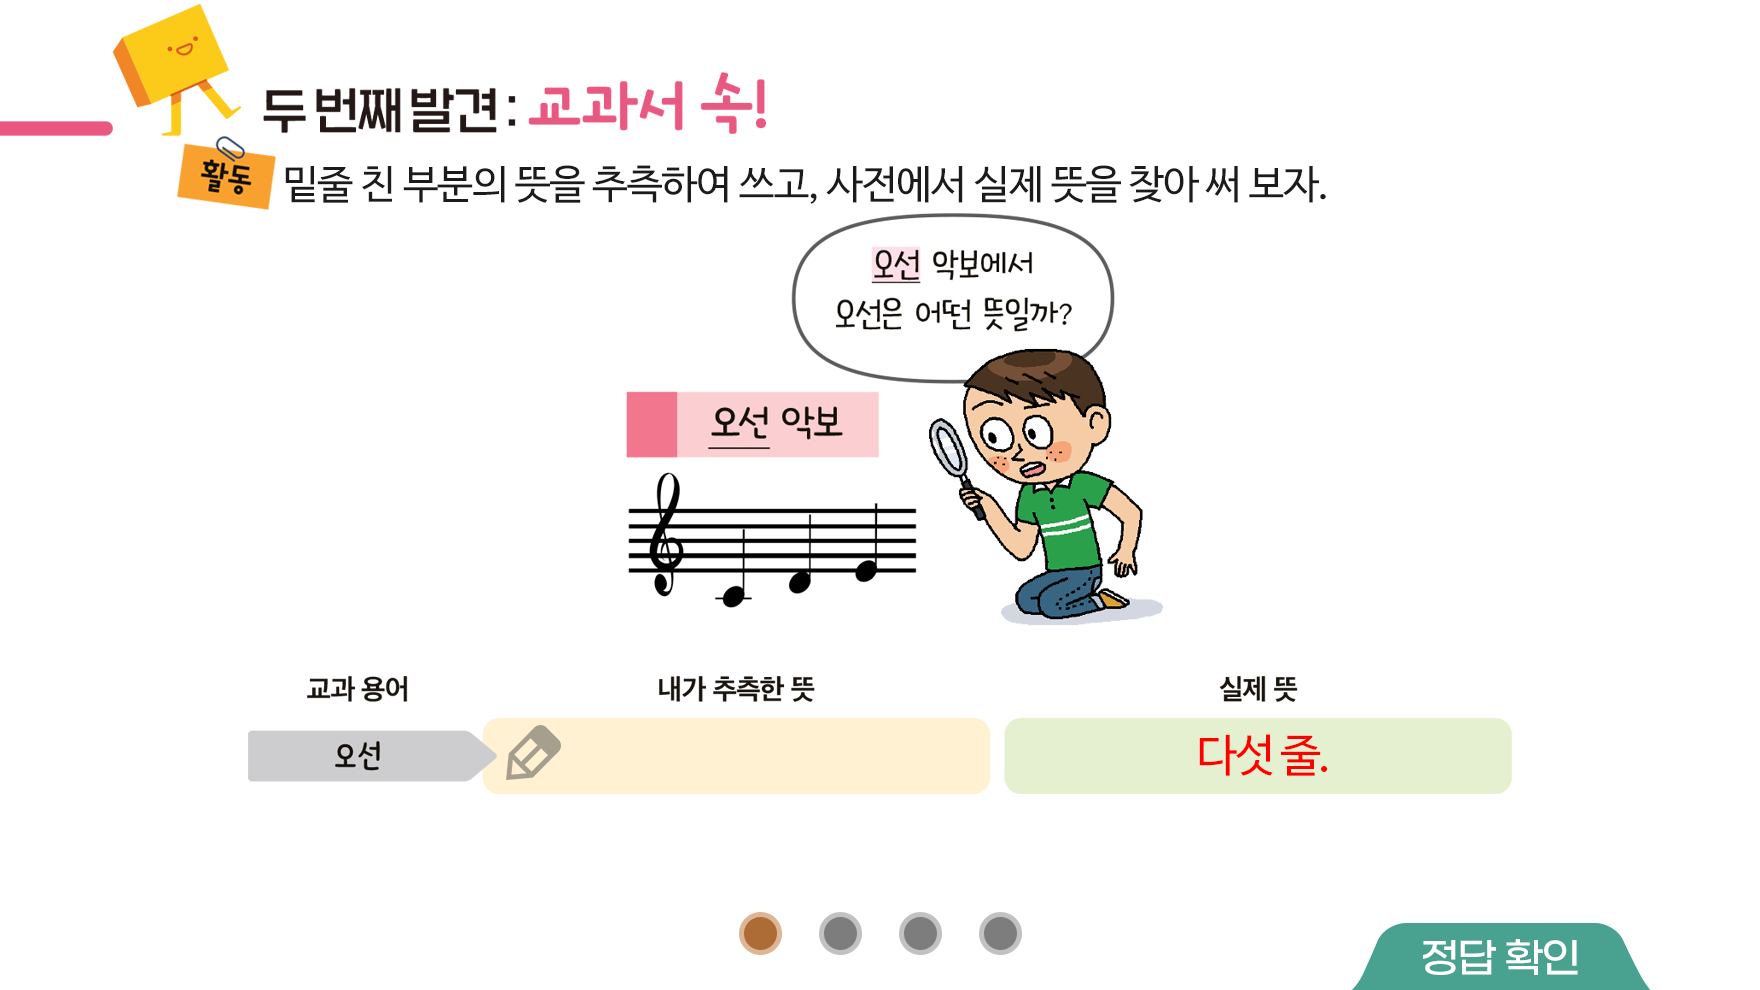 두 번째 발견: 교과서 속!
활동
밑줄 친 부분의 뜻을 추측하여 쓰고, 사전에서 실제 뜻을 찾아 써 보자.
오선 악보에서
오선은 어떤 뜻일까?
오선 악보
교과 용어
내가 추측한 뜻
실제 뜻
오선
다섯 줄.
정답 확인